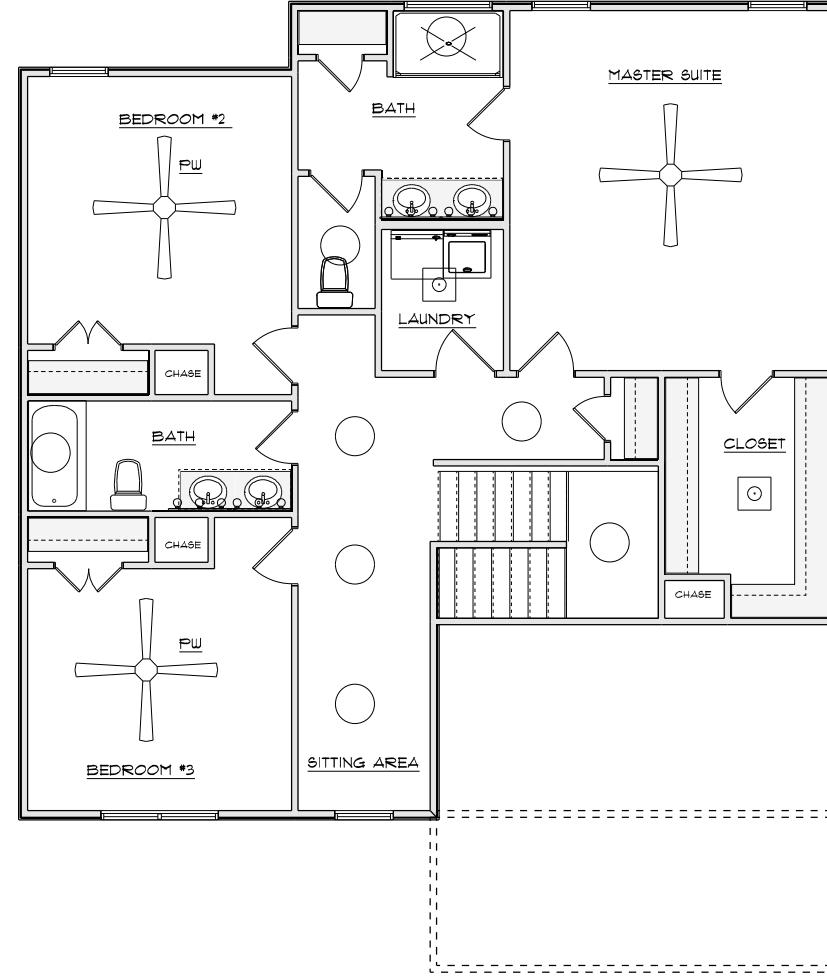 MASTER SUITE
BATH
BEDROOM #2
PW
LAUNDRY
CHASE
BATH
CLOSET
CHASE
CHASE
PW
SITTING AREA
BEDROOM #3